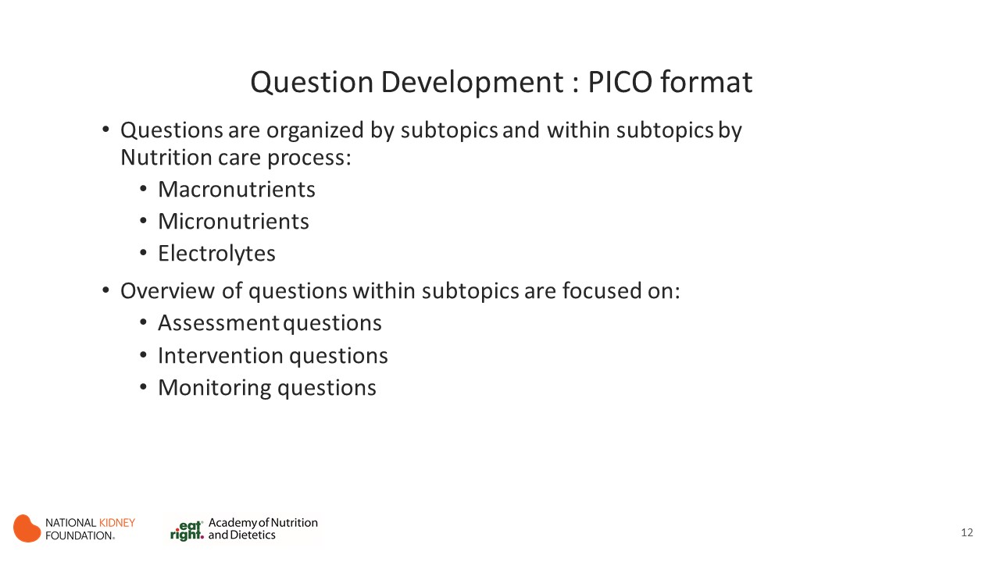 Question Development : PICO format
• Questions are organized by subtopics and within subtopics by
Nutrition care process:
• Macronutrients
• Micronutrients
• Electrolytes
• Overview of questions within subtopics are focused on:
• Assessment questions
• Intervention questions
• Monitoring questions
NATIONAL KIDNEY
FOUNDATION®
eat
right.
Academy of Nutrition
and Dietetics
12